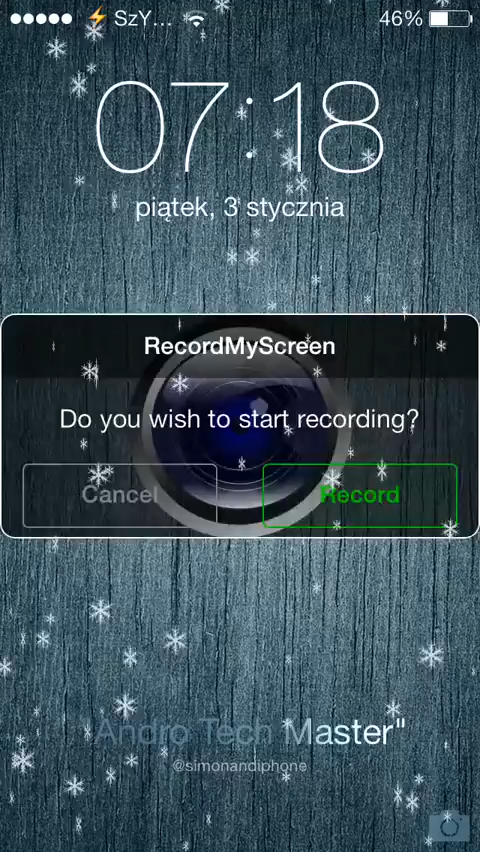 SzY... 46%
07:18
piątek, 3 stycznia
RecordMyScreen
Do you wish to start recording?
Cancel Record
Andro Tech Master"
@simonandiphone